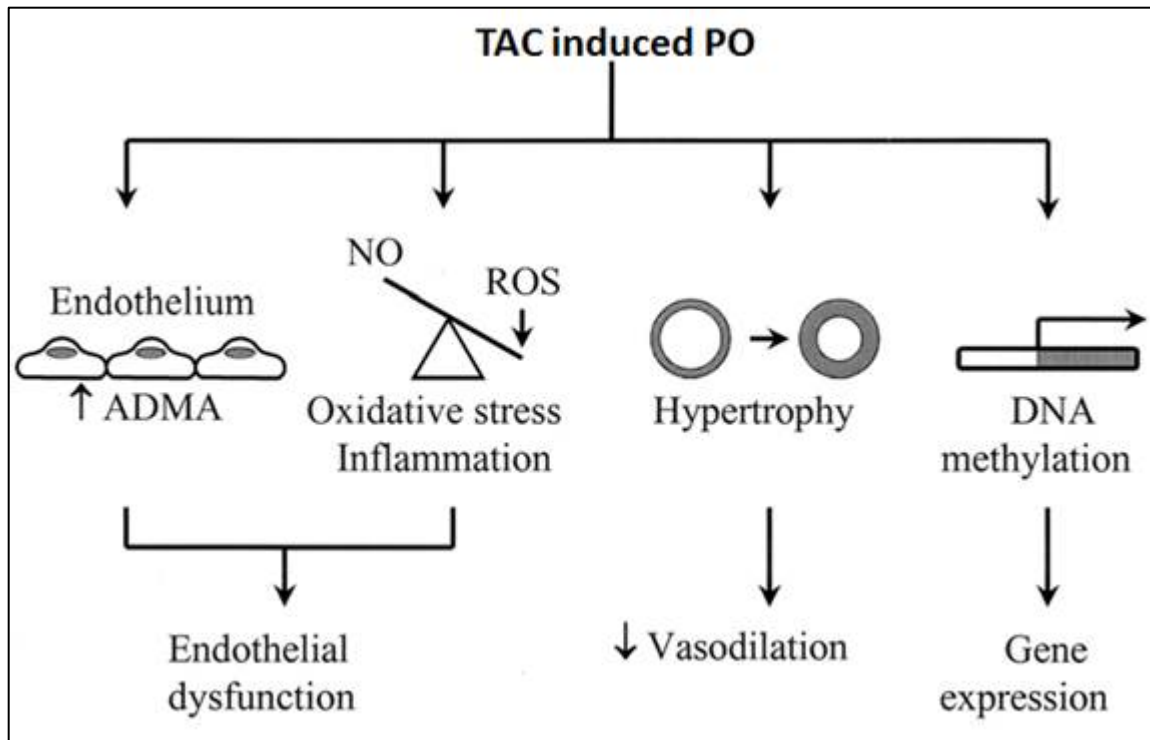 TAC induced PO
Endothelium
↑ ADMA
NO
ROS
Oxidative stress
Inflammation
Hypertrophy
DNA
methylation
Endothelial
dysfunction
↓ Vasodilation
Gene
expression